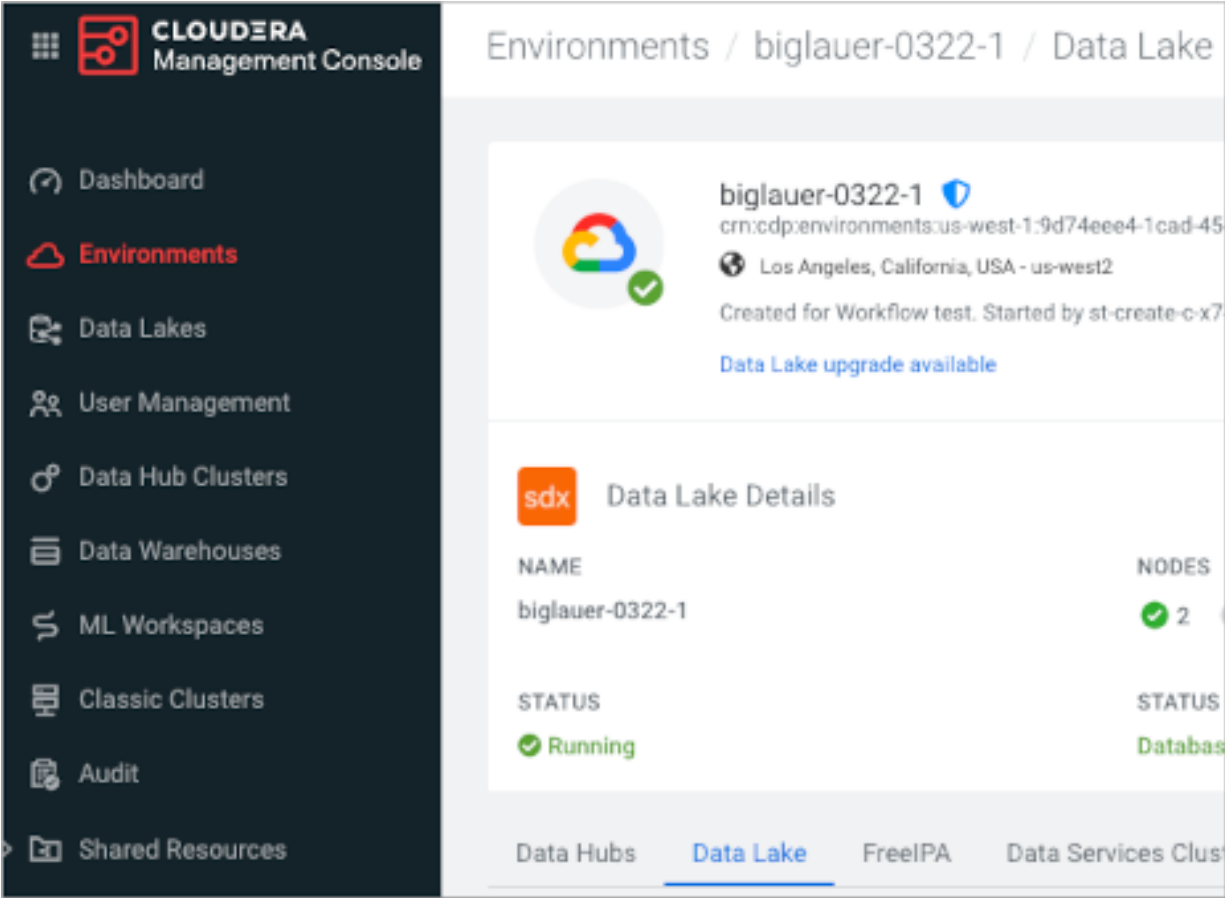 CLOUDERA
Management Console
Dashboard
Environments
Data Lakes
User Management
Data Hub Clusters
Data Warehouses
ML Workspaces
Classic Clusters
Audit
Shared Resources
Environments / biglauer-0322-1 / Data Lake
biglauer-0322-1
crn:cdp:environments:us-west-1:9d74eee4-1cad-45
Los Angeles, California, USA - us-west2
Created for Workflow test. Started by st-create-c-x7
Data Lake upgrade available
sdx Data Lake Details
NAME NODES
biglauer-0322-1 2
STATUS STATUS
Running Databas
Data Hubs Data Lake FreeIPA Data Services Clus